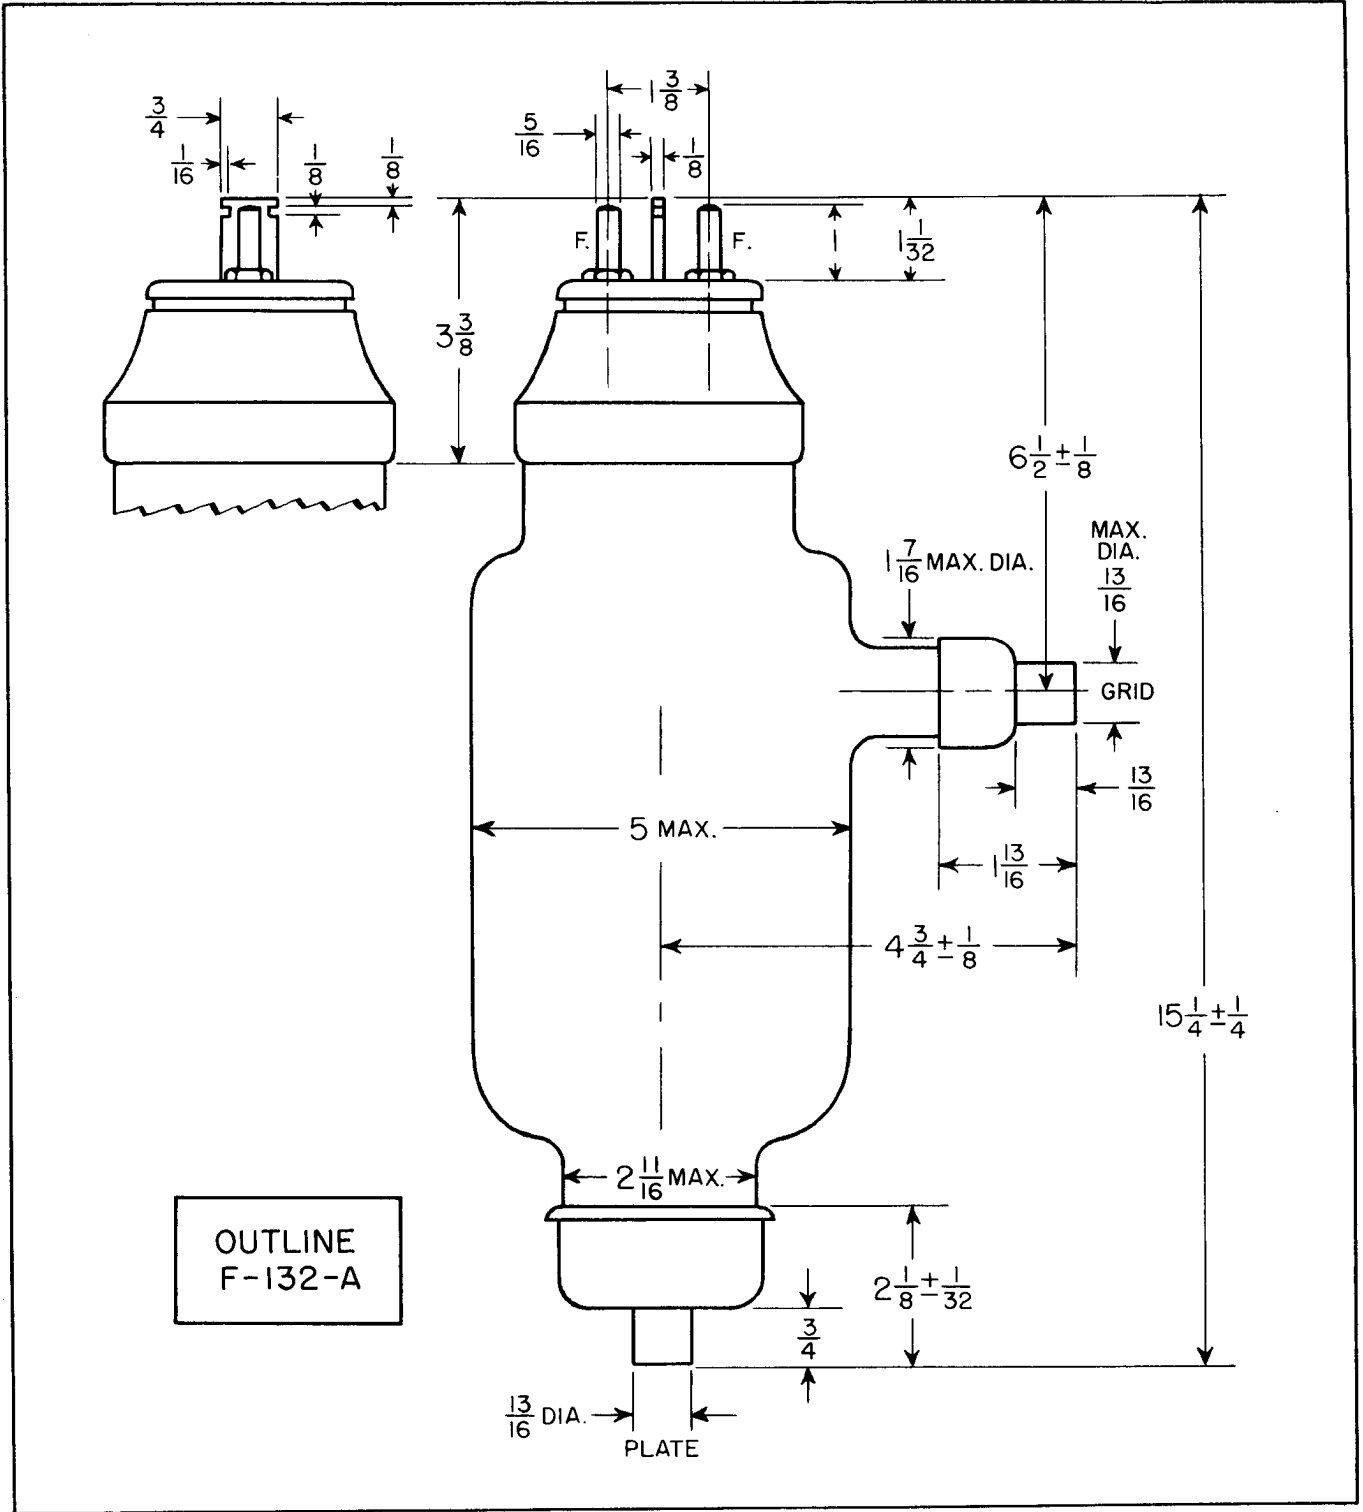 1 3/8
3/4
5/16
1/16
1/8
1/8
1/8
F.
F.
1
1 1/32
3 3/8
6 1/2 ± 1/8
1 7/16 MAX. DIA.
MAX.
DIA.
13/16
GRID
13/16
5 MAX.
1 13/16
4 3/4 ± 1/8
15 1/4 ± 1/4
2 11/16 MAX.
OUTLINE
F-132-A
2 1/8 ± 1/32
3/4
13/16 DIA.
PLATE